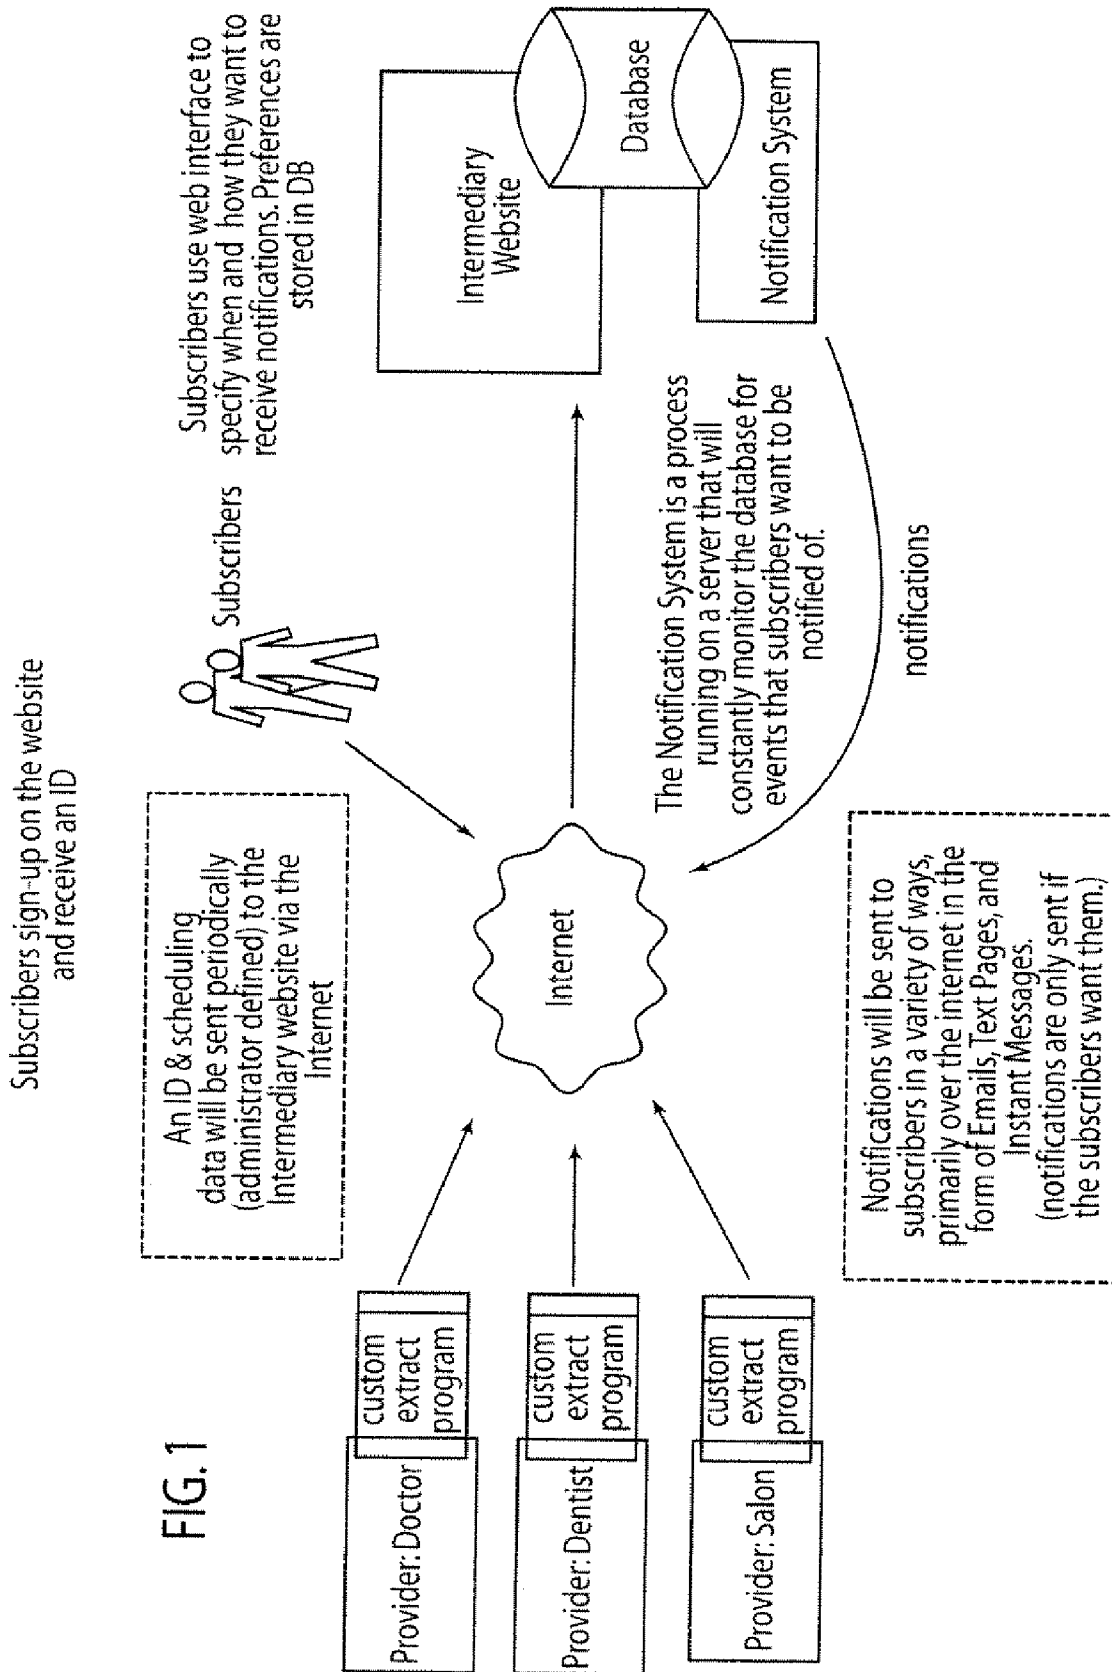 Subscribers sign-up on the website
and receive an ID
FIG. 1
An ID & scheduling
data will be sent periodically
(administrator defined) to the
Intermediary website via the
Internet
Subscribers
Subscribers use web interface to
specify when and how they want to
receive notifications. Preferences are
stored in DB
Provider: Doctor
custom
extract
program
Provider: Dentist
custom
extract
program
Provider: Salon
custom
extract
program
Internet
Intermediary
Website
Database
Notification System
The Notification System is a process
running on a server that will
constantly monitor the database for
events that subscribers want to be
notified of.
notifications
Notifications will be sent to
subscribers in a variety of ways,
primarily over the internet in the
form of Emails, Text Pages, and
Instant Messages.
(notifications are only sent if
the subscribers want them.)